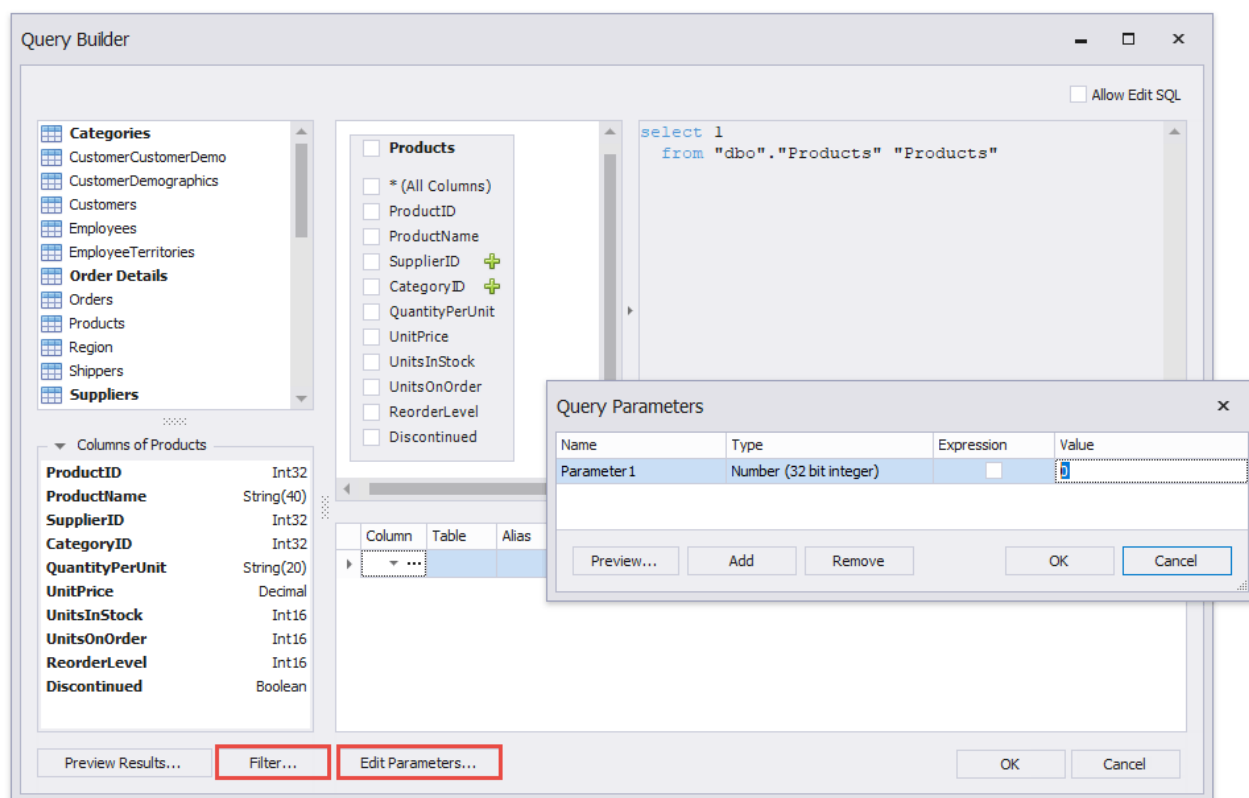 Query Builder
Allow Edit SQL
Categories
CustomerCustomerDemo
CustomerDemographics
Customers
Employees
EmployeeTerritories
Order Details
Orders
Products
Region
Shippers
Suppliers
Columns of Products
ProductID Int32
ProductName String(40)
SupplierID Int32
CategoryID Int32
QuantityPerUnit String(20)
UnitPrice Decimal
UnitsInStock Int16
UnitsOnOrder Int16
ReorderLevel Int16
Discontinued Boolean
Products
* (All Columns)
ProductID
ProductName
SupplierID
CategoryID
QuantityPerUnit
UnitPrice
UnitsInStock
UnitsOnOrder
ReorderLevel
Discontinued
select 1
from "dbo"."Products" "Products"
Column Table Alias
...
Query Parameters
Name Type Expression Value
Parameter1 Number (32 bit integer) 0
Preview... Add Remove OK Cancel
Preview Results... Filter... Edit Parameters... OK Cancel